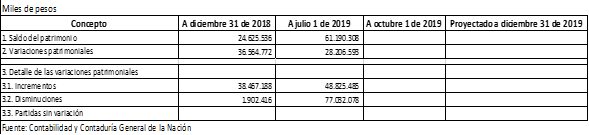 Miles de pesos
Concepto A diciembre 31 de 2018 A julio 1 de 2019 A octubre 1 de 2019 Proyectado a diciembre 31 de 2019
1. Saldo del patrimonio 24.625.536 61.190.308
2. Variaciones patrimoniales 36.564.772 28.206.593
3. Detalle de las variaciones patrimoniales
3.1. Incrementos 38.467.188 48.825.485
3.2. Disminuciones 1.902.416 77.032.078
3.3. Partidas sin variación
Fuente: Contabilidad y Contaduría General de la Nación